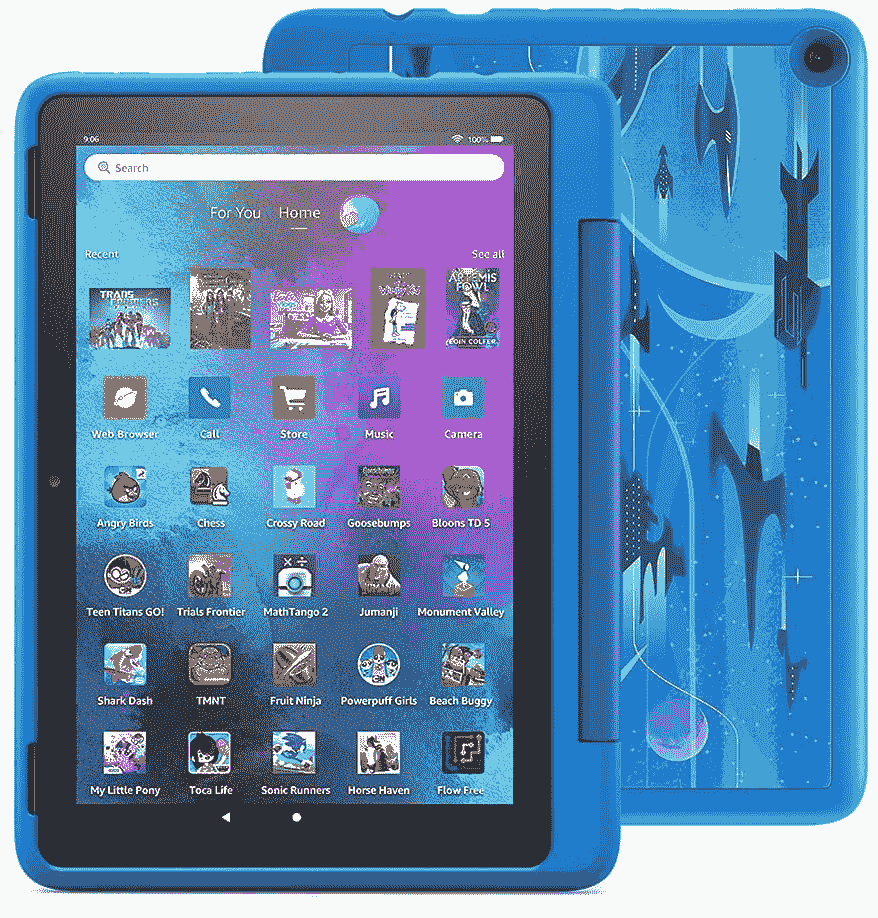 9:06 100%
Search
For You Home
Recent See all
TRANSFORMERS
ARTEMIS
FOWL
EOIN COLFER
Web Browser Call Store Music Camera
Goosebumps
Angry Birds Chess Crossy Road Goosebumps Bloons TD 5
Teen Titans GO! Trials Frontier MathTango 2 Jumanji Monument Valley
Shark Dash TMNT Fruit Ninja Powerpuff Girls Beach Buggy
My Little Pony Toca Life Sonic Runners Horse Haven Flow Free